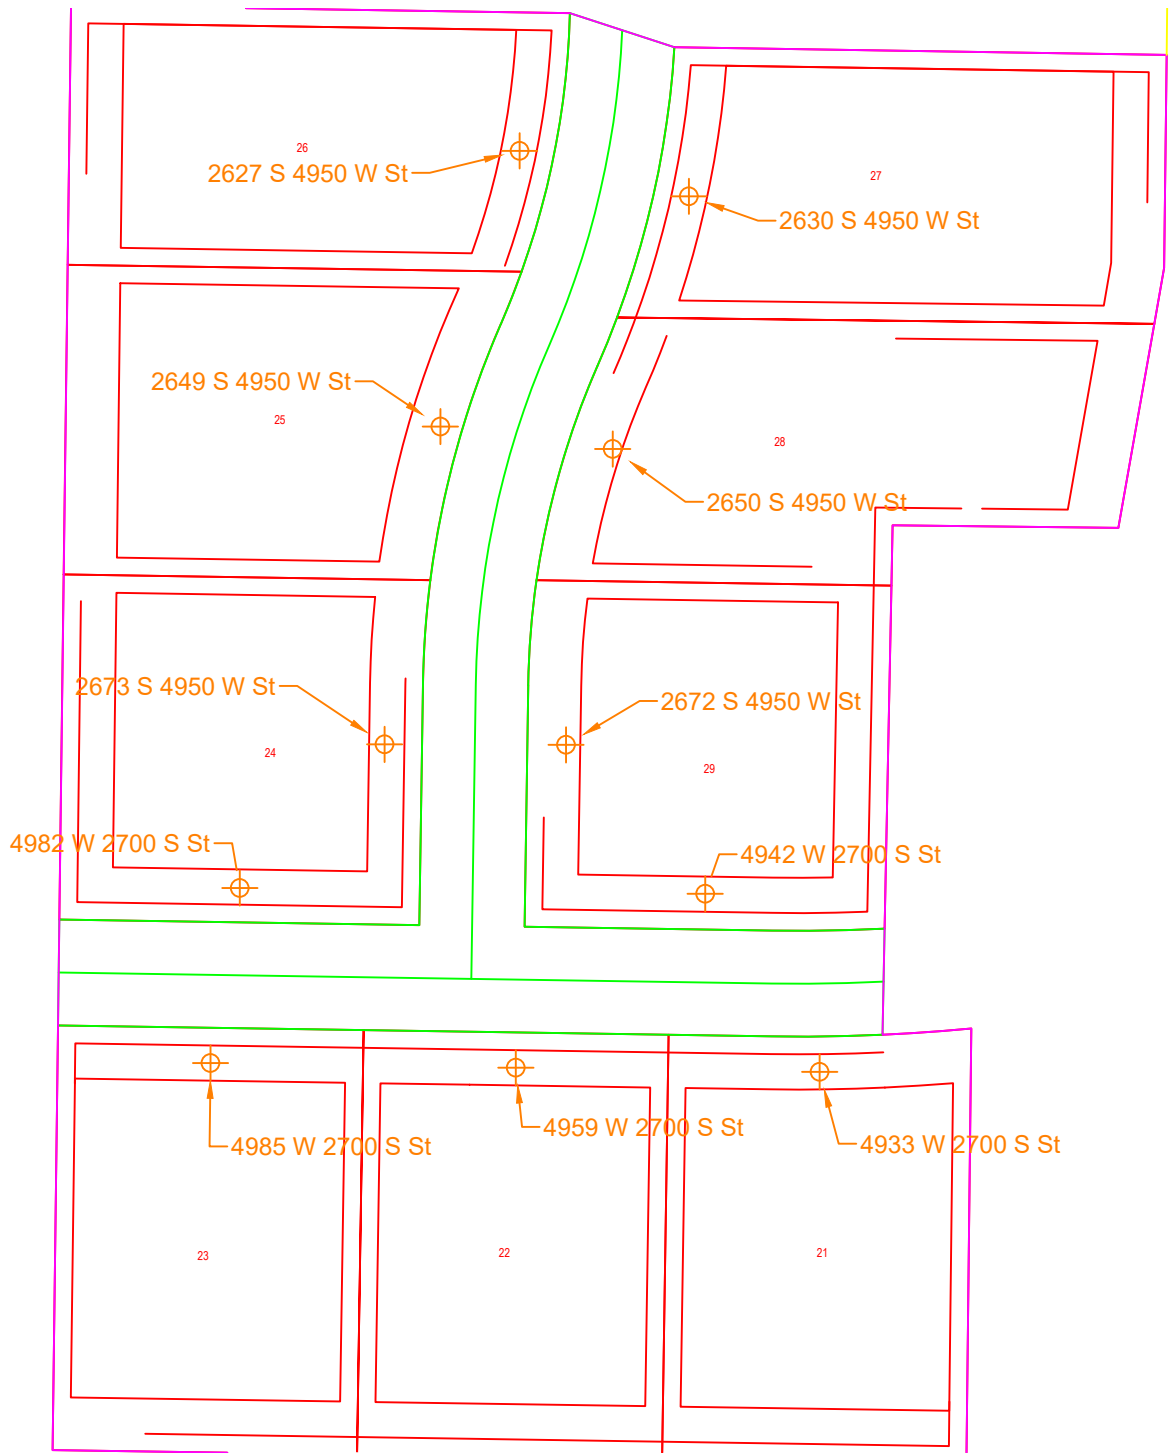 26
2627 S 4950 W St
27
2630 S 4950 W St
2649 S 4950 W St
25
28
2650 S 4950 W St
2673 S 4950 W St
2672 S 4950 W St
24
29
4982 W 2700 S St
4942 W 2700 S St
4985 W 2700 S St
4959 W 2700 S St
4933 W 2700 S St
23
22
21